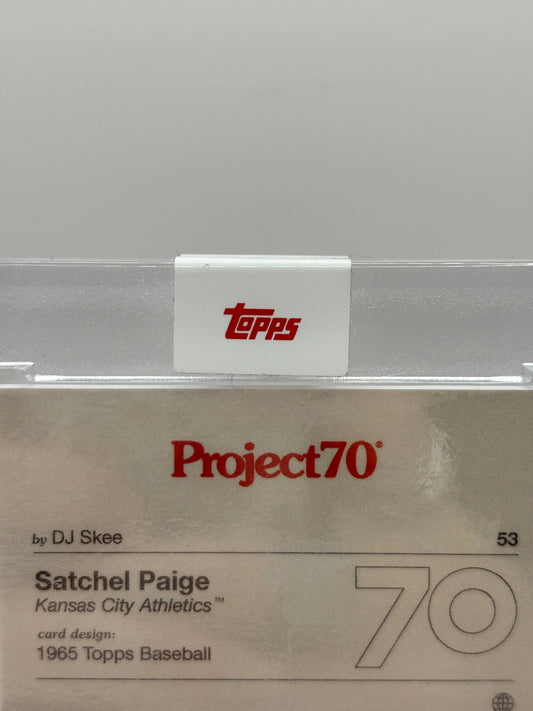 Topps
Project70®
by DJ Skee
53
Satchel Paige
Kansas City Athletics™
card design:
1965 Topps Baseball
70